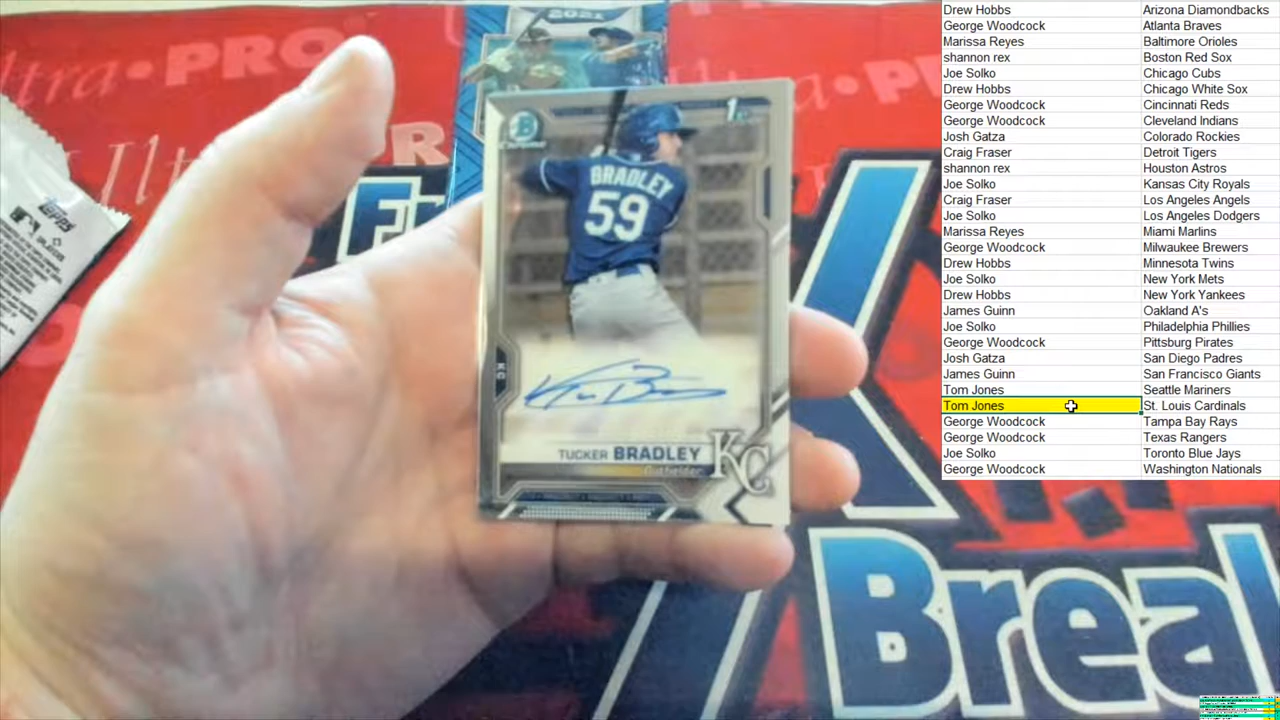 2021
Ultra•PRO
Ultra
PRO
Ultra
TOPPS
B
Chrome
1st
BRADLEY
59
KC
TUCKER BRADLEY
Outfielder
KC
Break
Drew Hobbs Arizona Diamondbacks
George Woodcock Atlanta Braves
Marissa Reyes Baltimore Orioles
shannon rex Boston Red Sox
Joe Solko Chicago Cubs
Drew Hobbs Chicago White Sox
George Woodcock Cincinnati Reds
George Woodcock Cleveland Indians
Josh Gatza Colorado Rockies
Craig Fraser Detroit Tigers
shannon rex Houston Astros
Joe Solko Kansas City Royals
Craig Fraser Los Angeles Angels
Joe Solko Los Angeles Dodgers
Marissa Reyes Miami Marlins
George Woodcock Milwaukee Brewers
Drew Hobbs Minnesota Twins
Joe Solko New York Mets
Drew Hobbs New York Yankees
James Guinn Oakland A's
Joe Solko Philadelphia Phillies
George Woodcock Pittsburg Pirates
Josh Gatza San Diego Padres
James Guinn San Francisco Giants
Tom Jones Seattle Mariners
Tom Jones St. Louis Cardinals
George Woodcock Tampa Bay Rays
George Woodcock Texas Rangers
Joe Solko Toronto Blue Jays
George Woodcock Washington Nationals